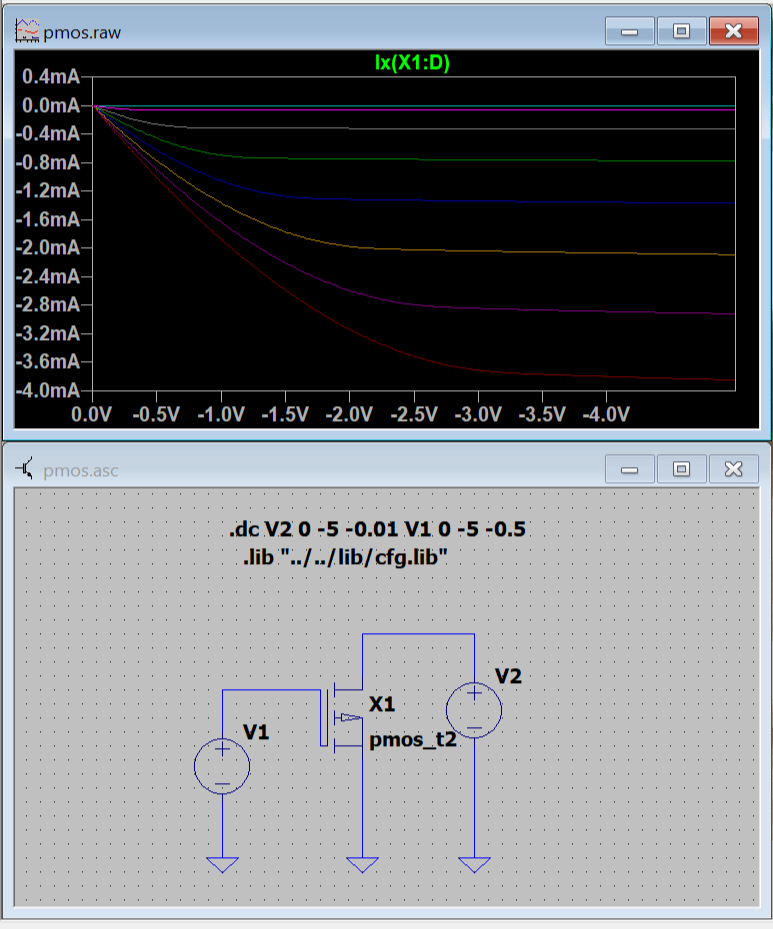 pmos.raw
Ix(X1:D)
0.4mA
0.0mA
-0.4mA
-0.8mA
-1.2mA
-1.6mA
-2.0mA
-2.4mA
-2.8mA
-3.2mA
-3.6mA
-4.0mA
0.0V -0.5V -1.0V -1.5V -2.0V -2.5V -3.0V -3.5V -4.0V
pmos.asc
.dc V2 0 -5 -0.01 V1 0 -5 -0.5
.lib "../../lib/cfg.lib"
V2
X1
V1
pmos_t2